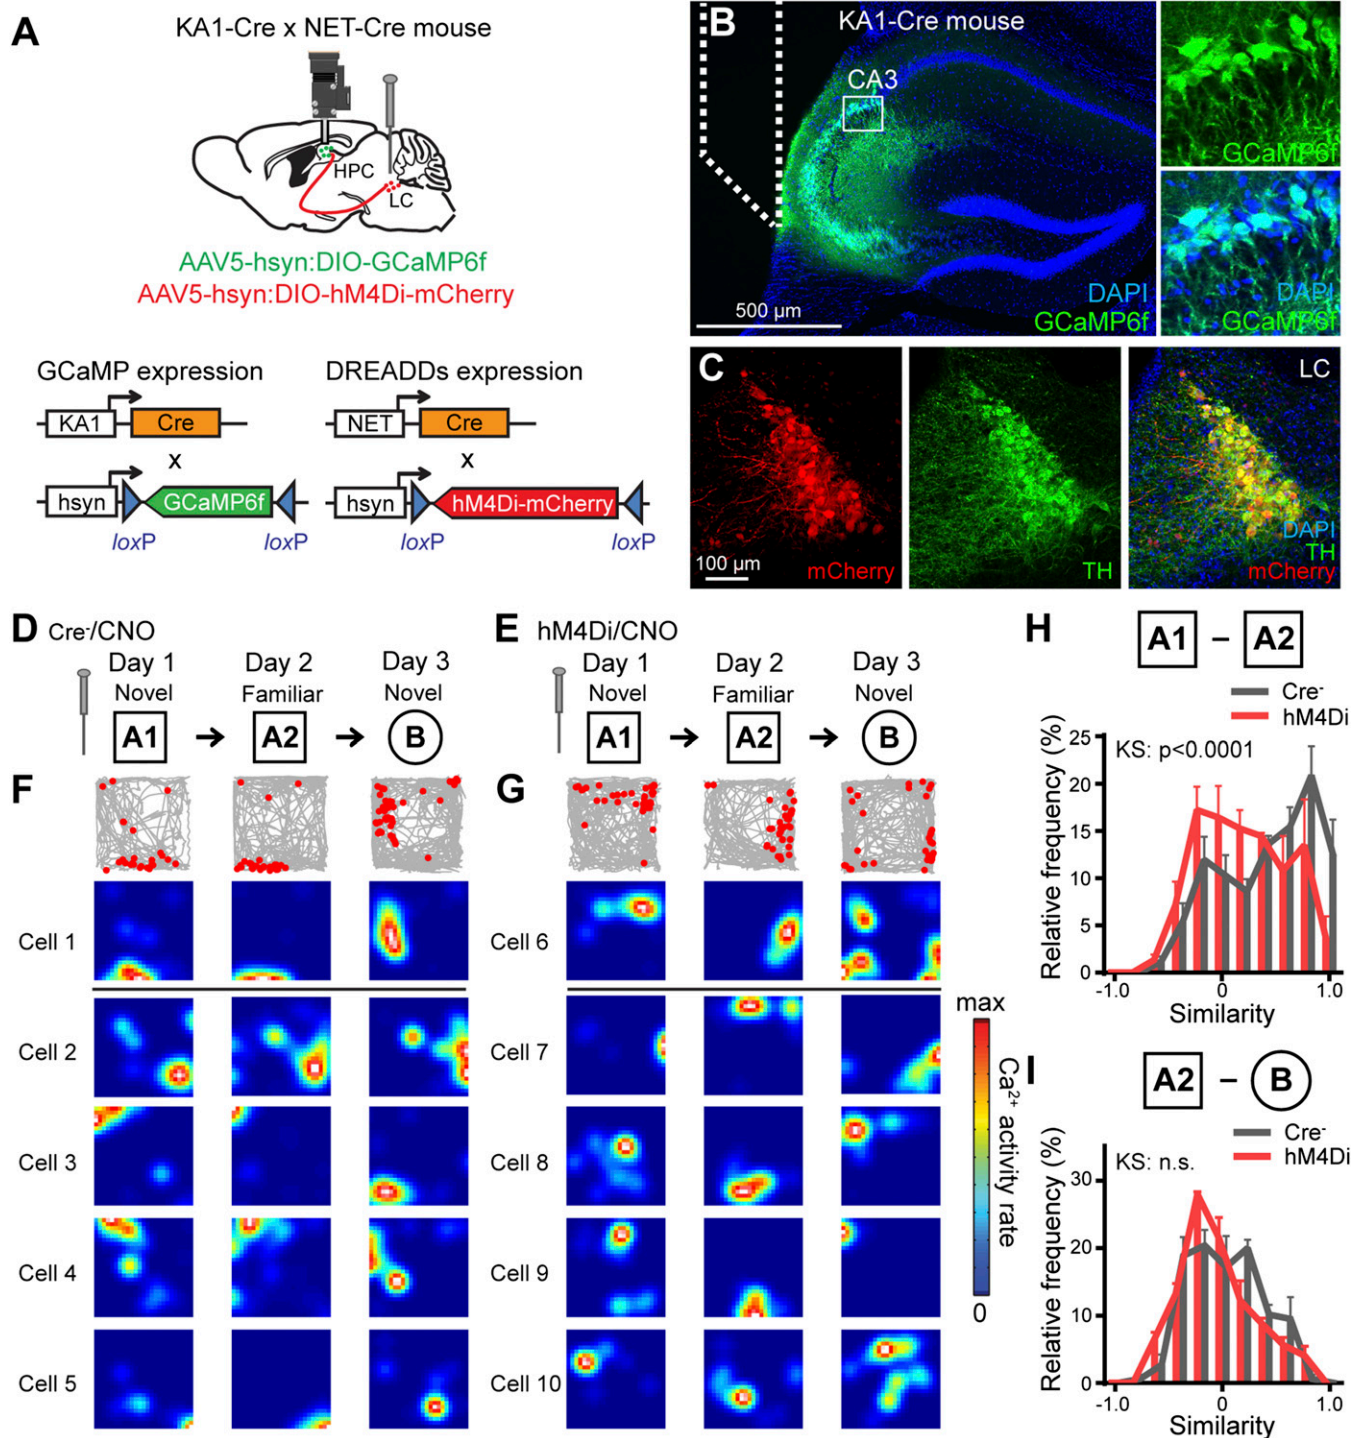 A
KA1-Cre x NET-Cre mouse
HPC
LC
AAV5-hsyn:DIO-GCaMP6f
AAV5-hsyn:DIO-hM4Di-mCherry
GCaMP expression
DREADDs expression
KA1 Cre
NET Cre
x
x
hsyn GCaMP6f
hsyn hM4Di-mCherry
loxP loxP
loxP loxP
B
KA1-Cre mouse
CA3
500 µm
DAPI
GCaMP6f
GCaMP6f
DAPI
GCaMP6f
C
100 µm
mCherry
TH
LC
DAPI
TH
mCherry
D Cre⁻/CNO
Day 1 Day 2 Day 3
Novel Familiar Novel
A1 A2 B
E hM4Di/CNO
Day 1 Day 2 Day 3
Novel Familiar Novel
A1 A2 B
F
Cell 1
Cell 2
Cell 3
Cell 4
Cell 5
G
Cell 6
Cell 7
Cell 8
Cell 9
Cell 10
max
Ca²⁺ activity rate
0
H
A1 – A2
Cre⁻
hM4Di
KS: p<0.0001
Relative frequency (%)
25
20
15
10
5
0
-1.0 0 1.0
Similarity
I
A2 – B
Cre⁻
hM4Di
KS: n.s.
Relative frequency (%)
30
20
10
0
-1.0 0 1.0
Similarity